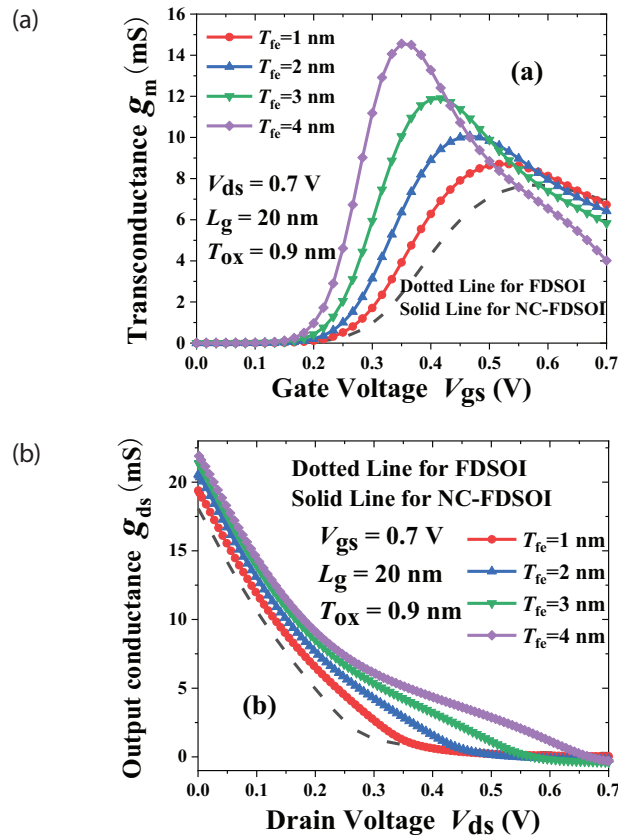 (a)
Transconductance gm (mS)
16
14
12
10
8
6
4
2
0
Tfe=1 nm
Tfe=2 nm
Tfe=3 nm
Tfe=4 nm
(a)
Vds = 0.7 V
Lg = 20 nm
Tox = 0.9 nm
Dotted Line for FDSOI
Solid Line for NC-FDSOI
0.0 0.1 0.2 0.3 0.4 0.5 0.6 0.7
Gate Voltage Vgs (V)
(b)
Output conductance gds (mS)
20
15
10
5
0
Dotted Line for FDSOI
Solid Line for NC-FDSOI
Vgs = 0.7 V
Lg = 20 nm
Tox = 0.9 nm
Tfe=1 nm
Tfe=2 nm
Tfe=3 nm
Tfe=4 nm
(b)
0.0 0.1 0.2 0.3 0.4 0.5 0.6 0.7
Drain Voltage Vds (V)